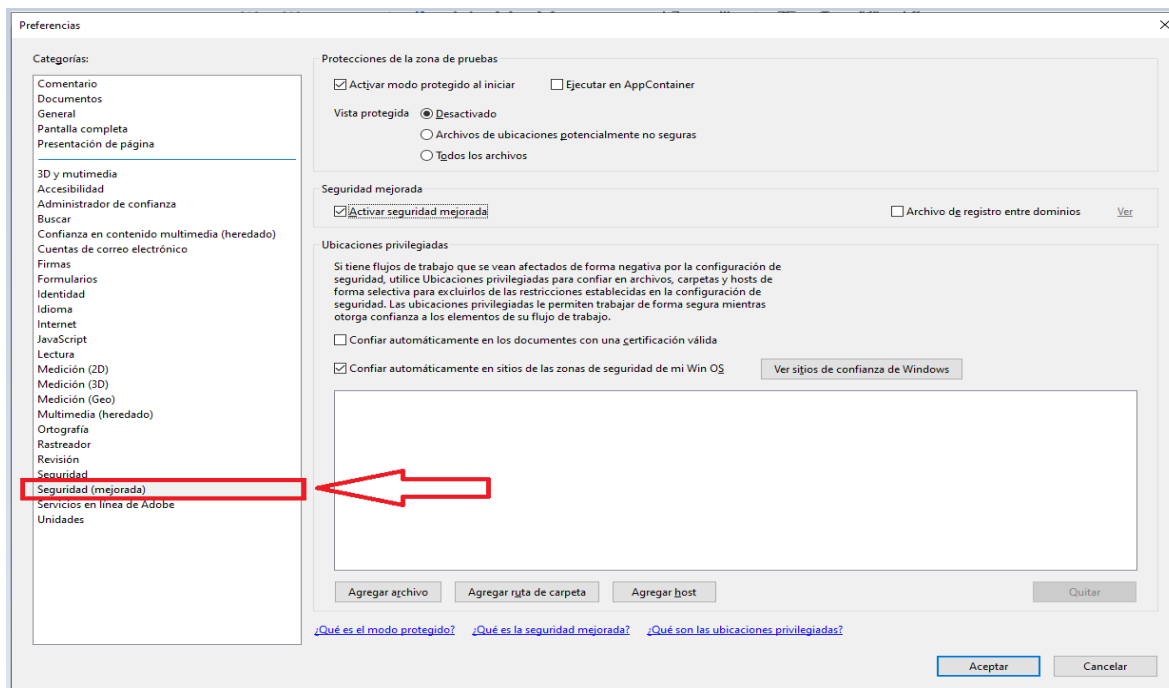 Preferencias
Categorías:
Comentario
Documentos
General
Pantalla completa
Presentación de página
3D y mutimedia
Accesibilidad
Administrador de confianza
Buscar
Confianza en contenido multimedia (heredado)
Cuentas de correo electrónico
Firmas
Formularios
Identidad
Idioma
Internet
JavaScript
Lectura
Medición (2D)
Medición (3D)
Medición (Geo)
Multimedia (heredado)
Ortografía
Rastreador
Revisión
Seguridad
Seguridad (mejorada)
Servicios en línea de Adobe
Unidades
Protecciones de la zona de pruebas
Activar modo protegido al iniciar
Ejecutar en AppContainer
Vista protegida
Desactivado
Archivos de ubicaciones potencialmente no seguras
Todos los archivos
Seguridad mejorada
Activar seguridad mejorada
Archivo de registro entre dominios
Ver
Ubicaciones privilegiadas
Si tiene flujos de trabajo que se vean afectados de forma negativa por la configuración de
seguridad, utilice Ubicaciones privilegiadas para confiar en archivos, carpetas y hosts de
forma selectiva para excluirlos de las restricciones establecidas en la configuración de
seguridad. Las ubicaciones privilegiadas le permiten trabajar de forma segura mientras
otorga confianza a los elementos de su flujo de trabajo.
Confiar automáticamente en los documentes con una certificación válida
Confiar automáticamente en sitios de las zonas de seguridad de mi Win OS
Ver sitios de confianza de Windows
Agregar archivo
Agregar ruta de carpeta
Agregar host
Quitar
¿Qué es el modo protegido?
¿Qué es la seguridad mejorada?
¿Qué son las ubicaciones privilegiadas?
Aceptar
Cancelar